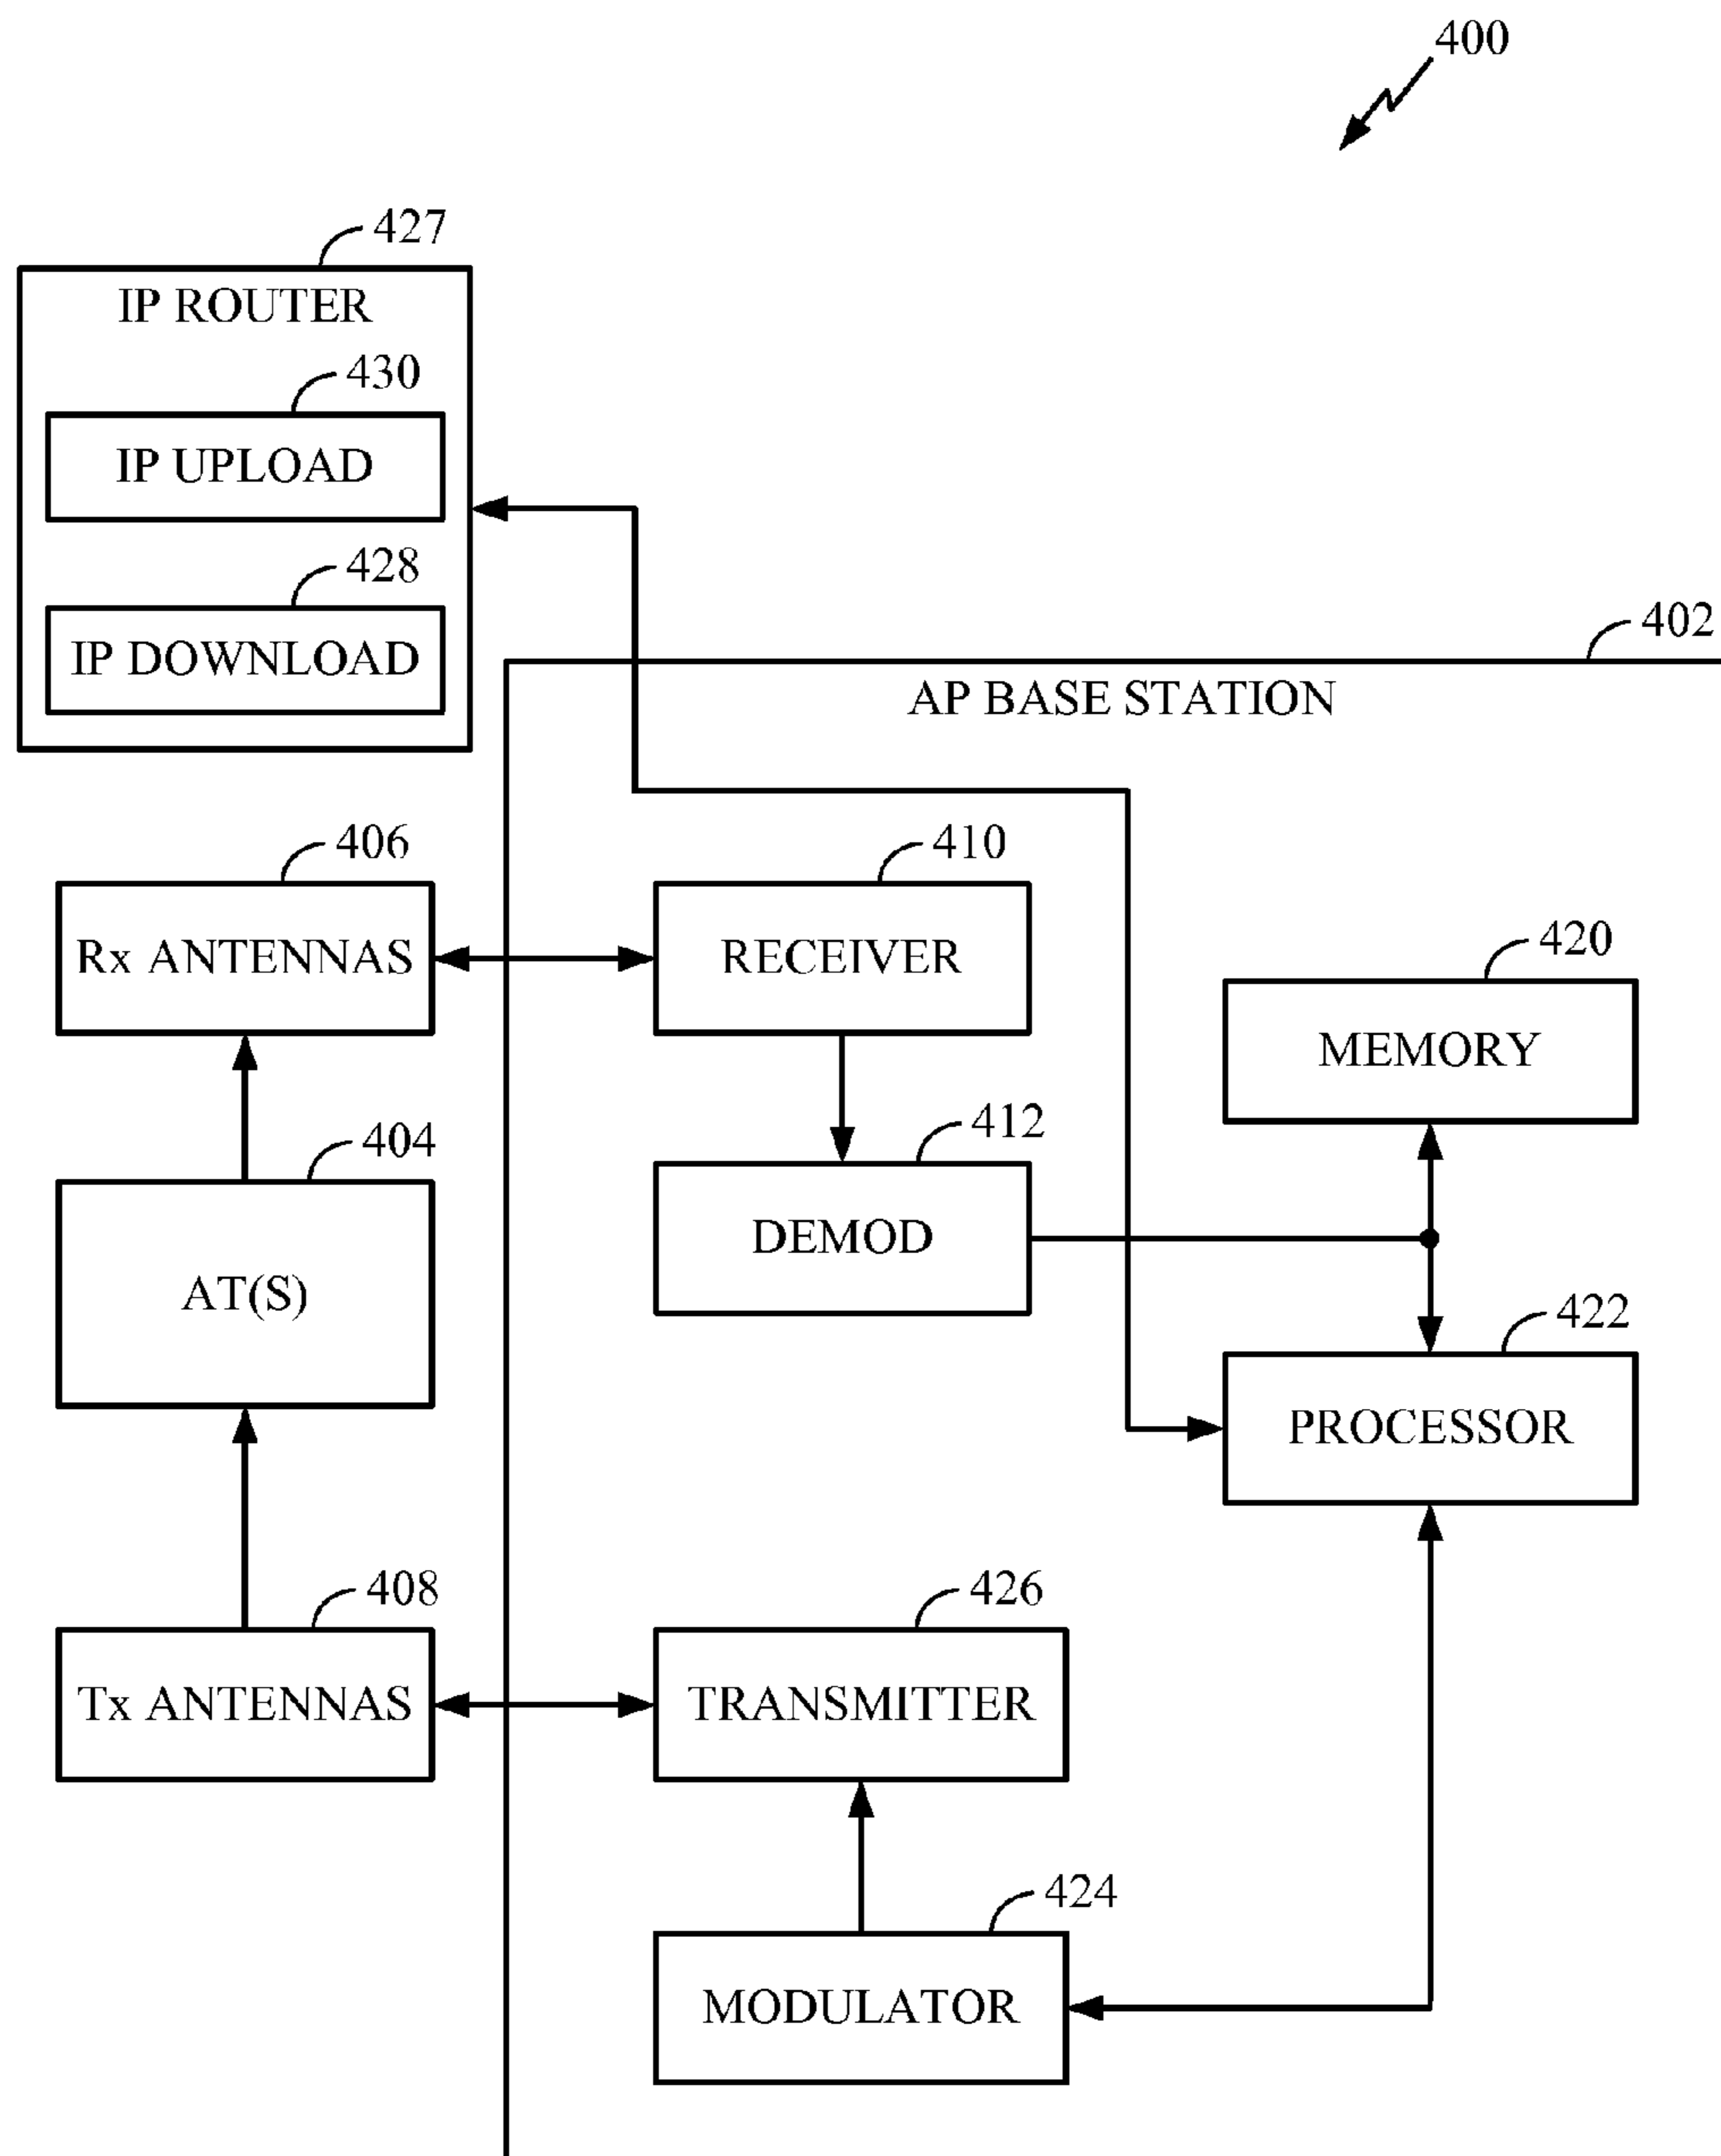 400
427
IP ROUTER
430
IP UPLOAD
428
IP DOWNLOAD
402
AP BASE STATION
406
410
Rx ANTENNAS
RECEIVER
420
MEMORY
404
412
AT(S)
DEMOD
422
PROCESSOR
408
426
Tx ANTENNAS
TRANSMITTER
424
MODULATOR